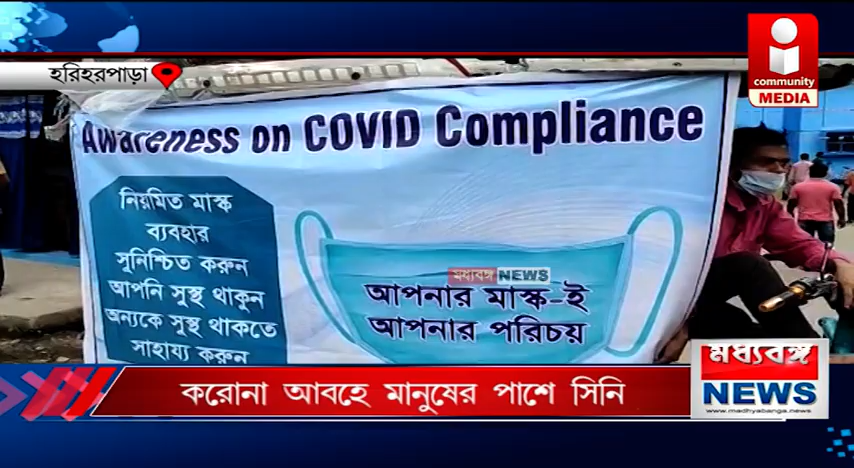 হরিহরপাড়া
i
community
MEDIA
Awareness on COVID Compliance
নিয়মিত মাস্ক
ব্যবহার
সুনিশ্চিত করুন
আপনি সুস্থ থাকুন
অন্যকে সুস্থ থাকতে
সাহায্য করুন
মধ্যবঙ্গ NEWS
আপনার মাস্ক-ই
আপনার পরিচয়
করোনা আবহে মানুষের পাশে সিনি
মধ্যবঙ্গ
NEWS
www.madhyabanga.news